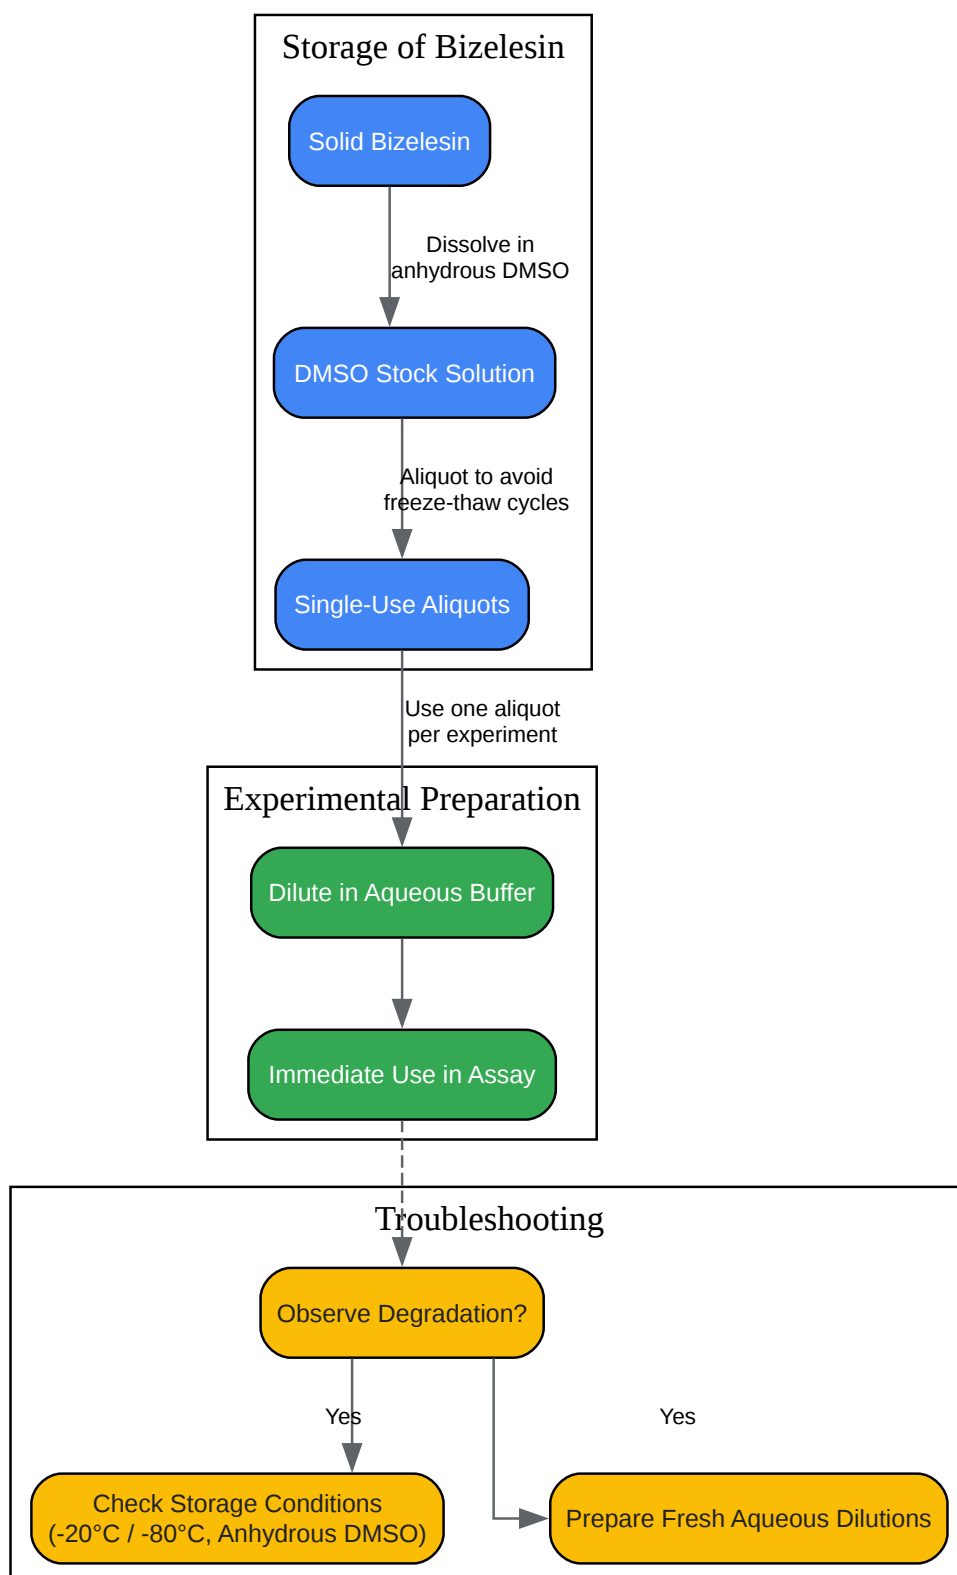 Storage of Bizelesin
Solid Bizelesin
Dissolve in
anhydrous DMSO
DMSO Stock Solution
Aliquot to avoid
freeze-thaw cycles
Single-Use Aliquots
Use one aliquot
per experiment
Experimental Preparation
Dilute in Aqueous Buffer
Immediate Use in Assay
Troubleshooting
Observe Degradation?
Yes
Yes
Check Storage Conditions
(-20°C / -80°C, Anhydrous DMSO)
Prepare Fresh Aqueous Dilutions